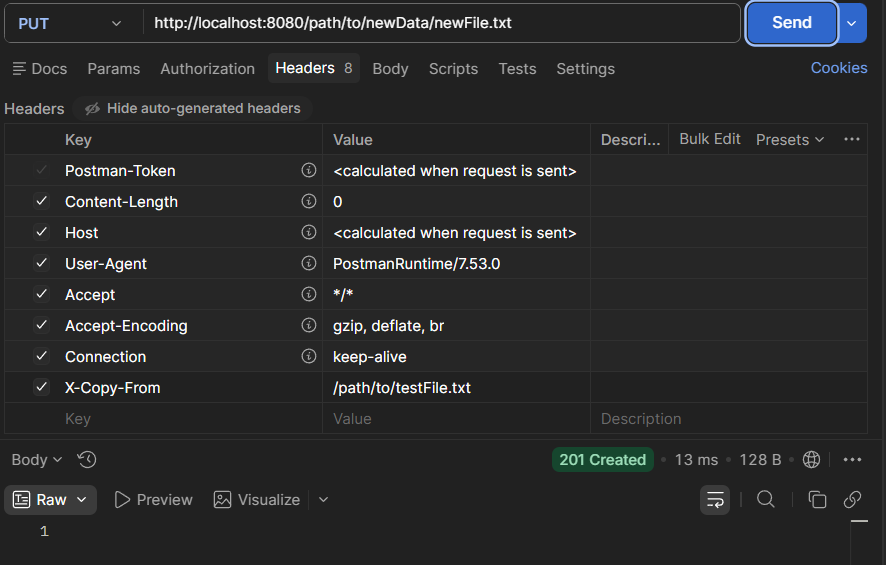 PUT http://localhost:8080/path/to/newData/newFile.txt Send
Docs Params Authorization Headers 8 Body Scripts Tests Settings Cookies
Headers Hide auto-generated headers
Key Value Descri... Bulk Edit Presets
Postman-Token <calculated when request is sent>
Content-Length 0
Host <calculated when request is sent>
User-Agent PostmanRuntime/7.53.0
Accept */*
Accept-Encoding gzip, deflate, br
Connection keep-alive
X-Copy-From /path/to/testFile.txt
Key Value Description
Body 201 Created • 13 ms • 128 B •
Raw Preview Visualize
1